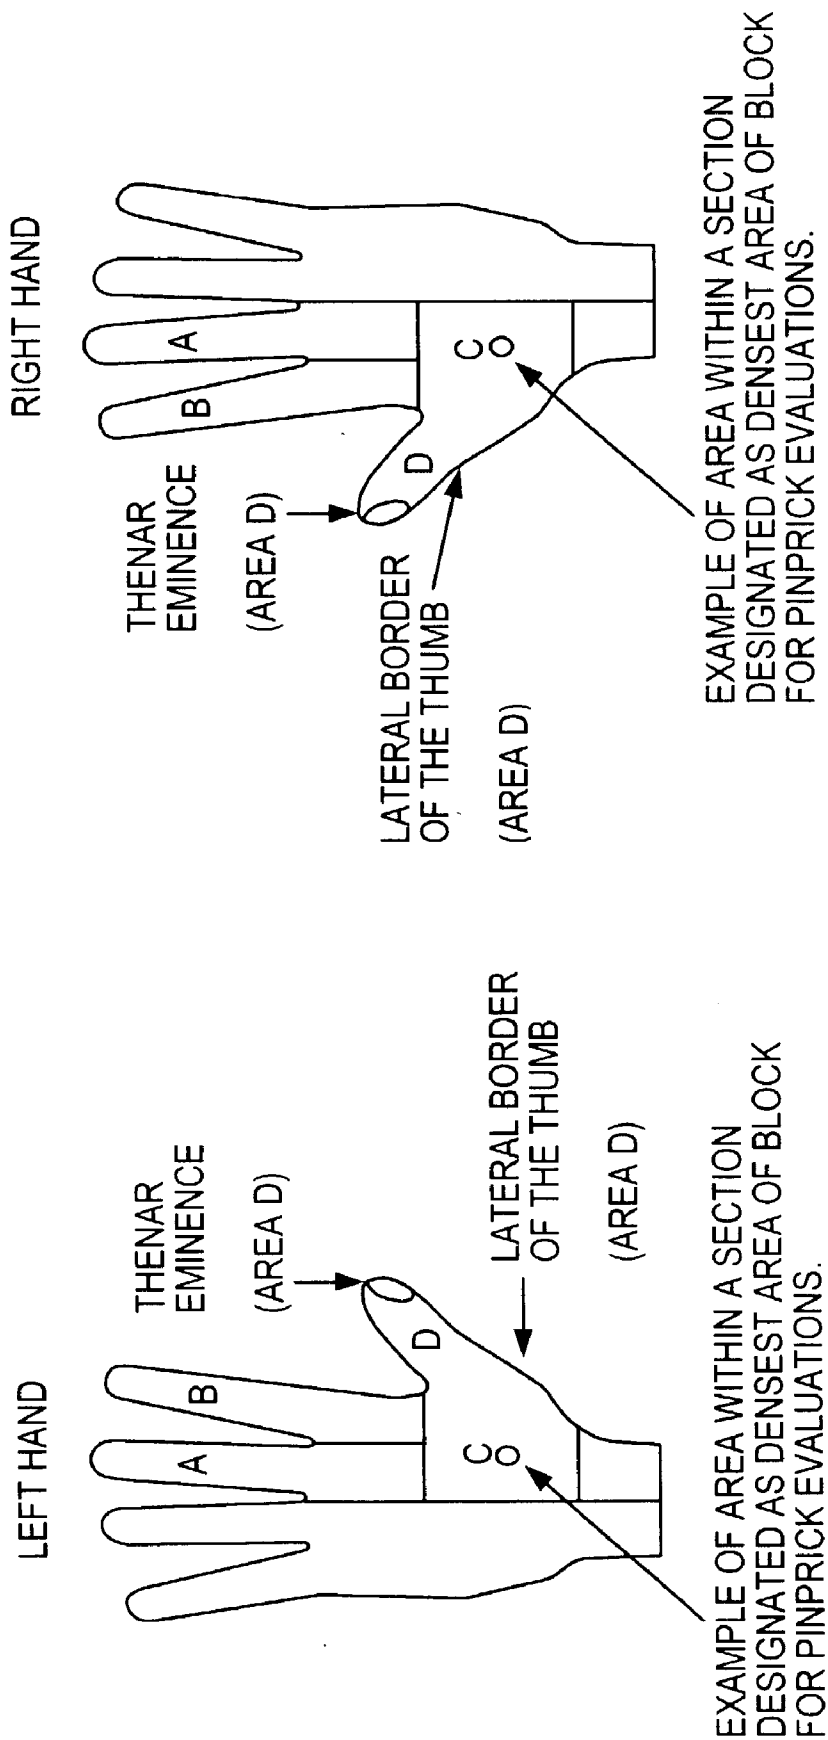 LEFT HAND
THENAR
EMINENCE
(AREA D)
B
A
D
C
LATERAL BORDER
OF THE THUMB
(AREA D)
EXAMPLE OF AREA WITHIN A SECTION
DESIGNATED AS DENSEST AREA OF BLOCK
FOR PINPRICK EVALUATIONS.
RIGHT HAND
THENAR
EMINENCE
(AREA D)
B
A
D
C
LATERAL BORDER
OF THE THUMB
(AREA D)
EXAMPLE OF AREA WITHIN A SECTION
DESIGNATED AS DENSEST AREA OF BLOCK
FOR PINPRICK EVALUATIONS.